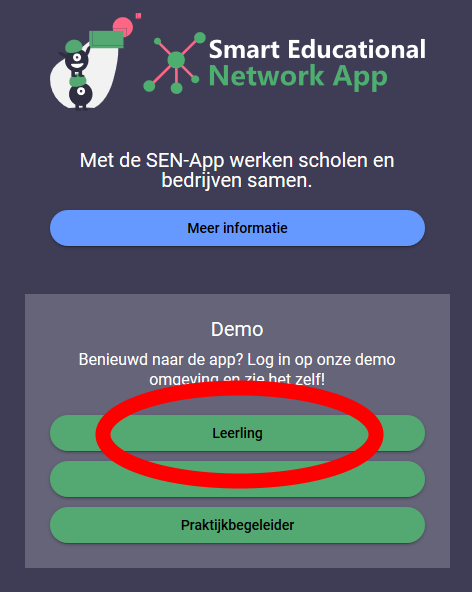 Smart Educational
Network App
Met de SEN-App werken scholen en
bedrijven samen.
Meer informatie
Demo
Benieuwd naar de app? Log in op onze demo
omgeving en zie het zelf!
Leerling
Praktijkbegeleider